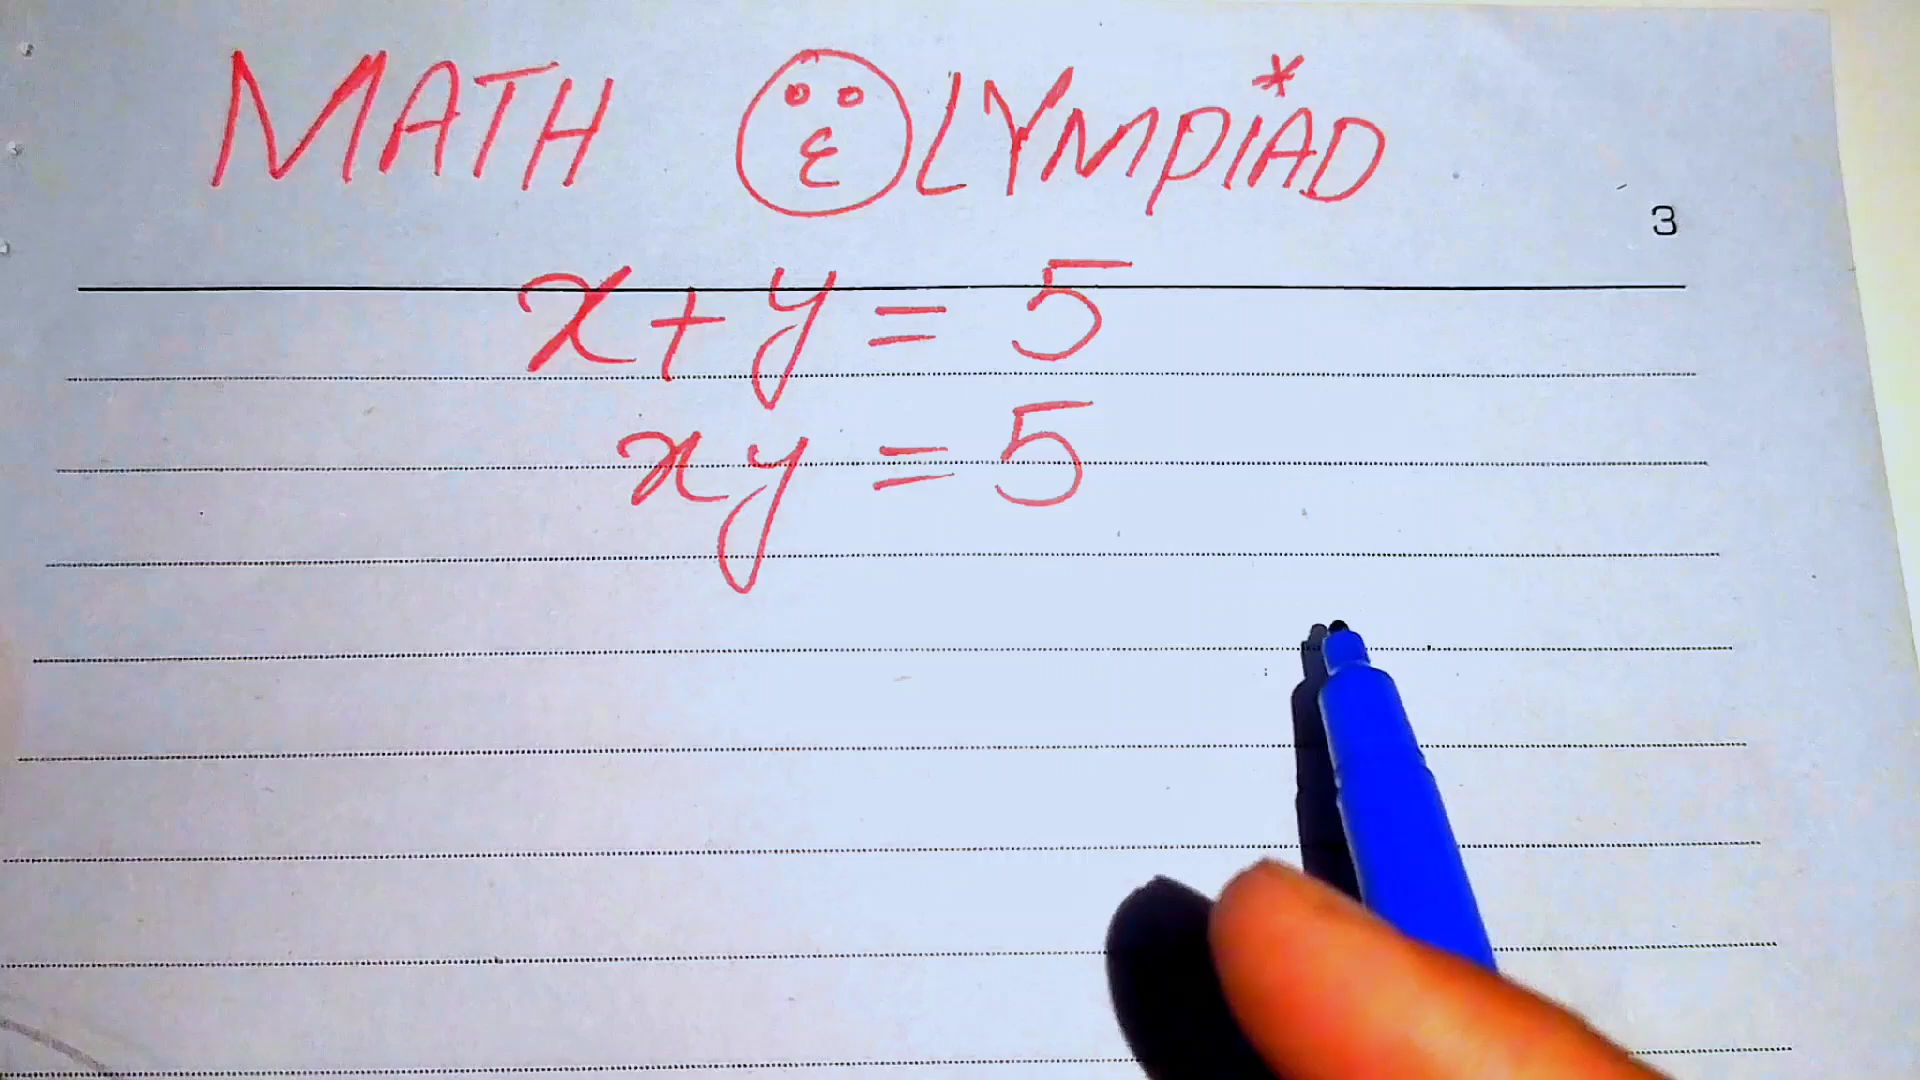 MATH OLYMPIAD
3
x+y = 5
xy = 5